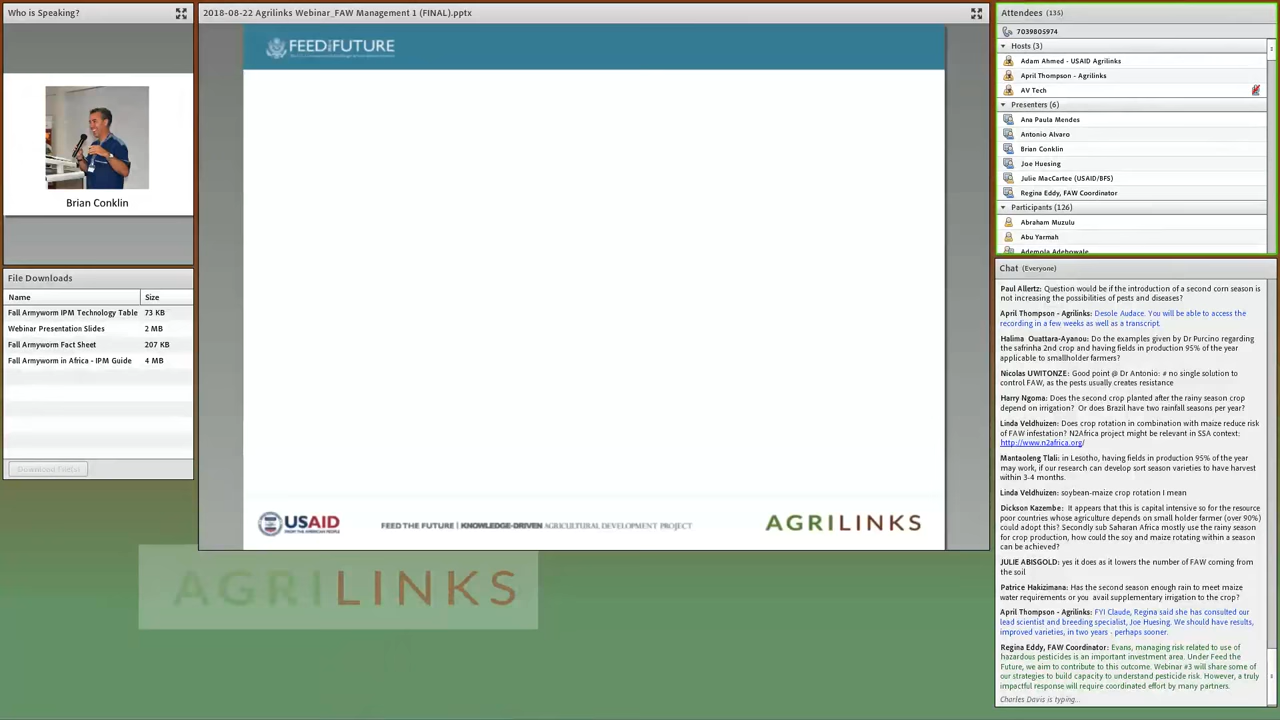 Who is Speaking?
Brian Conklin
File Downloads
Name Size
Fall Armyworm IPM Technology Table 73 KB
Webinar Presentation Slides 2 MB
Fall Armyworm Fact Sheet 207 KB
Fall Armyworm in Africa - IPM Guide 4 MB
Download File(s)
2018-08-22 Agrilinks Webinar_FAW Management 1 (FINAL).pptx
FEED THE FUTURE
USAID
FROM THE AMERICAN PEOPLE
FEED THE FUTURE | KNOWLEDGE-DRIVEN AGRICULTURAL DEVELOPMENT PROJECT
AGRILINKS
AGR LINKS
Attendees (135)
7039805974
Hosts (3)
Adam Ahmed - USAID Agrilinks
April Thompson - Agrilinks
AV Tech
Presenters (6)
Ana Paula Mendes
Antonio Alvaro
Brian Conklin
Joe Huesing
Julie MacCartee (USAID/BFS)
Regina Eddy, FAW Coordinator
Participants (126)
Abraham Muzulu
Abu Yarmah
Ademola Adebowale
Chat (Everyone)
Paul Allertz: Question would be if the introduction of a second corn season is
not increasing the possibilities of pests and diseases?
April Thompson - Agrilinks: Desole Audace. You will be able to access the
recording in a few weeks as well as a transcript.
Halima Ouattara-Ayanou: Do the examples given by Dr Purcino regarding
the safrinha 2nd crop and having fields in production 95% of the year
applicable to smallholder farmers?
Nicolas UWITONZE: Good point @ Dr Antonio: # no single solution to
control FAW, as the pests usually creates resistance
Harry Ngoma: Does the second crop planted after the rainy season crop
depend on irrigation? Or does Brazil have two rainfall seasons per year?
Linda Veldhuizen: Does crop rotation in combination with maize reduce risk
of FAW infestation? N2Africa project might be relevant in SSA context:
http://www.n2africa.org/
Mantaoleng Tlali: in Lesotho, having fields in production 95% of the year
may work, if our research can develop sort season varieties to have harvest
within 3-4 months.
Linda Veldhuizen: soybean-maize crop rotation I mean
Dickson Kazembe: It appears that this is capital intensive so for the resource
poor countries whose agriculture depends on small holder farmer (over 90%)
could adopt this? Secondly sub Saharan Africa mostly use the rainy season
for crop production, how could the soy and maize rotating within a season
can be achieved?
JULIE ABISGOLD: yes it does as it lowers the number of FAW coming from
the soil
Patrice Hakizimana: Has the second season enough rain to meet maize
water requirements or you avail supplementary irrigation to the crop?
April Thompson - Agrilinks: FYI Claude, Regina said she has consulted our
lead scientist and breeding specialist, Joe Huesing. We should have results,
improved varieties, in two years - perhaps sooner.
Regina Eddy, FAW Coordinator: Evans, managing risk related to use of
hazardous pesticides is an important investment area. Under Feed the
Future, we aim to contribute to this outcome. Webinar #3 will share some of
our strategies to build capacity to understand pesticide risk. However, a truly
impactful response will require coordinated effort by many partners.
Charles Davis is typing...